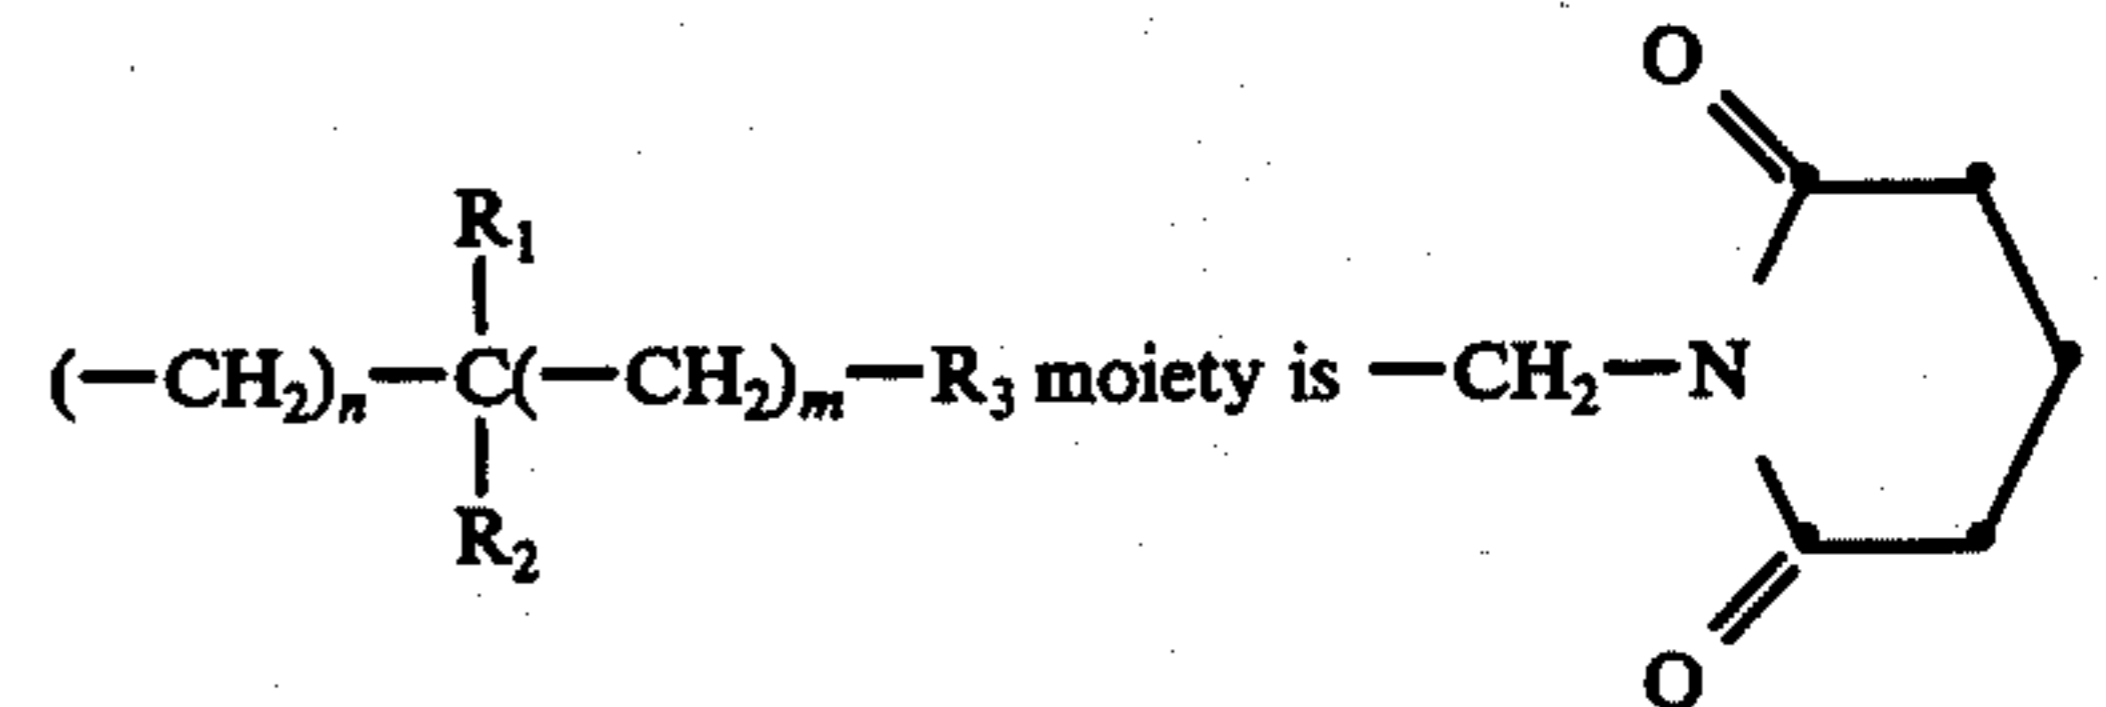 O
R₁
(—CH₂)ₙ—C(—CH₂)ₘ—R₃ moiety is —CH₂—N
R₂
O